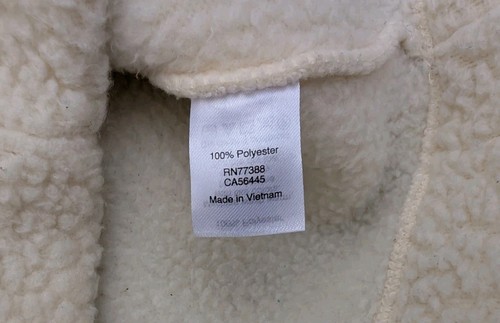 100% Polyester
RN77388
CA56445
Made in Vietnam